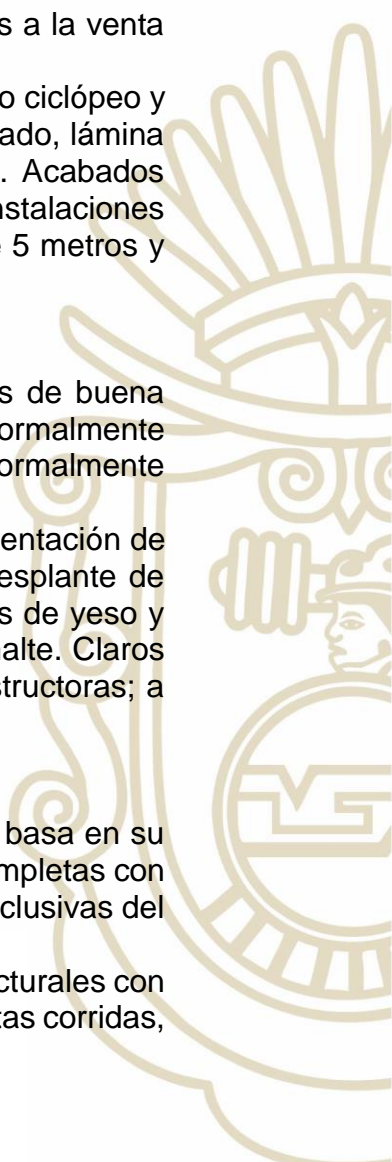 s a la venta
o ciclópeo y
ado, lámina
. Acabados
nstalaciones
e 5 metros y
s de buena
ormalmente
ormalmente
entación de
esplante de
s de yeso y
nalte. Claros
structoras; a
basa en su
mpletas con
clusivas del
cturales con
tas corridas,